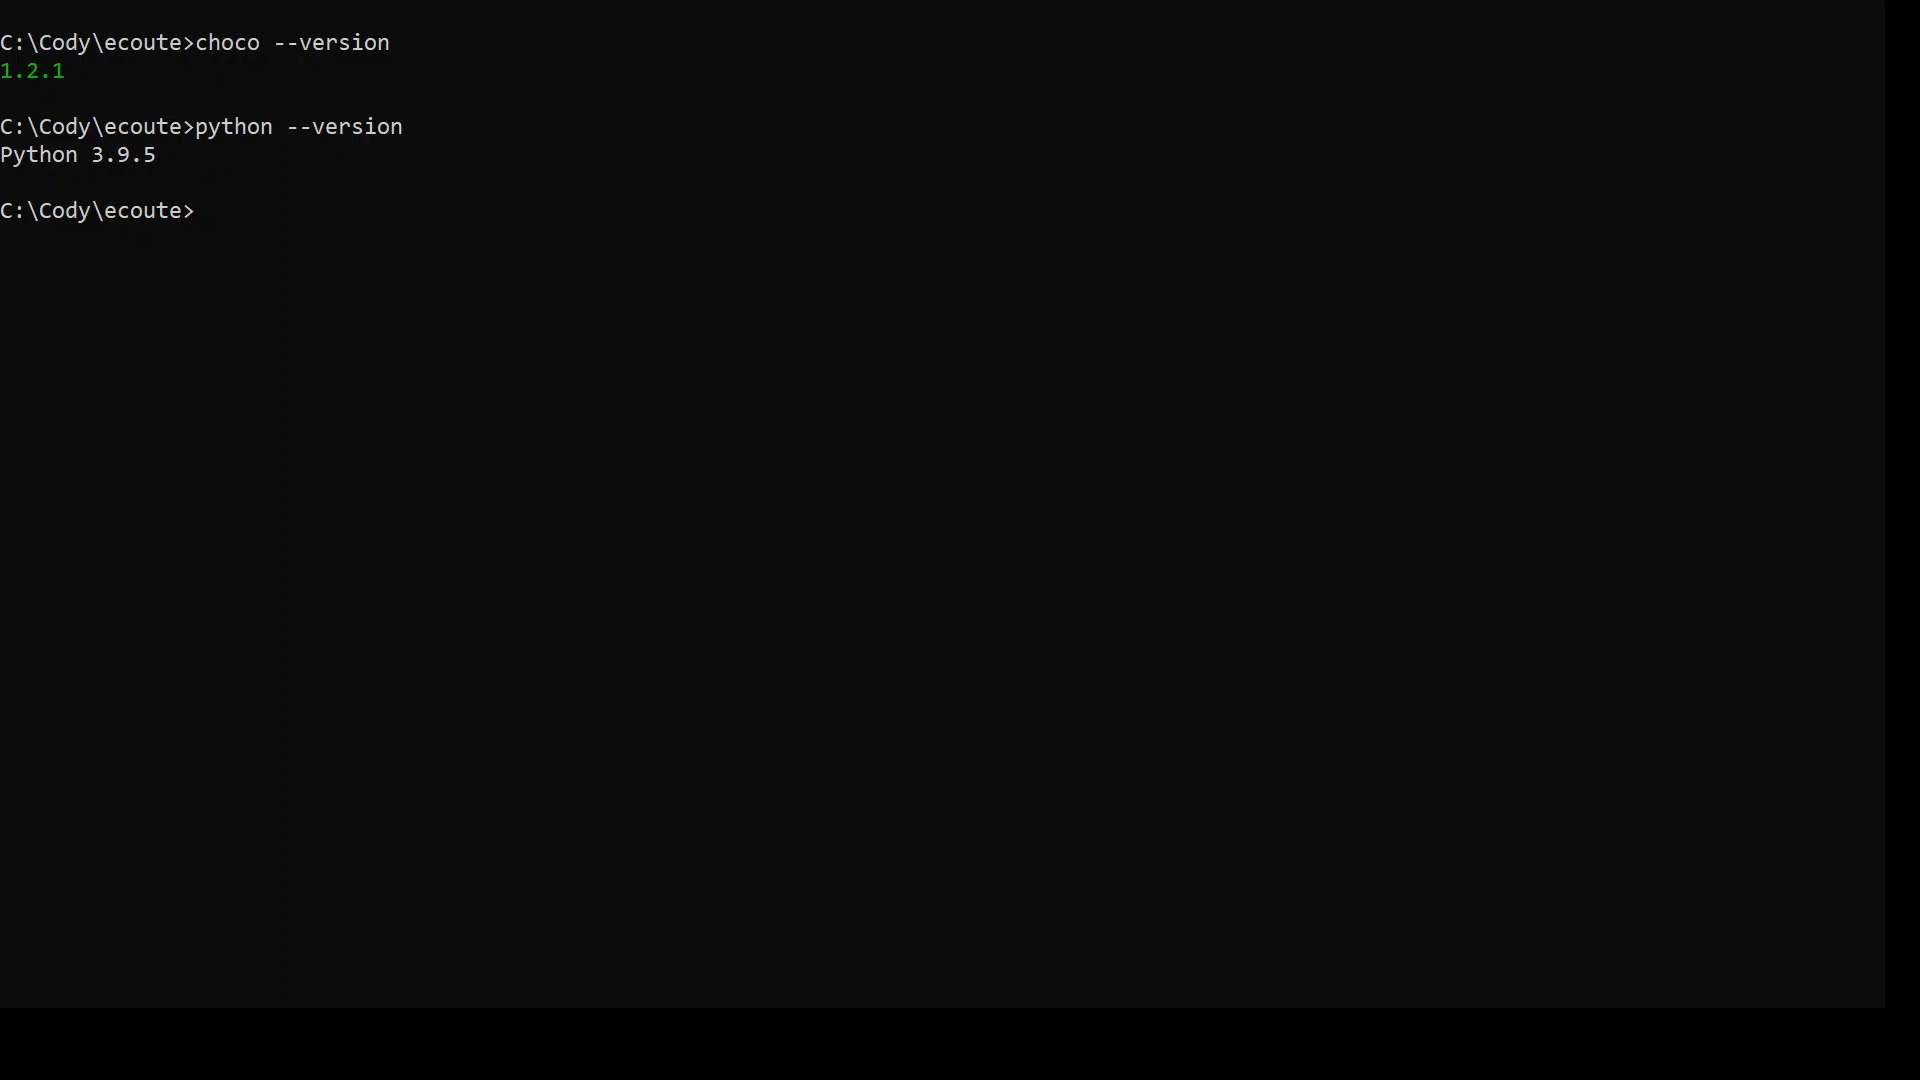 C:\Cody\ecoute>choco --version
1.2.1
C:\Cody\ecoute>python --version
Python 3.9.5
C:\Cody\ecoute>